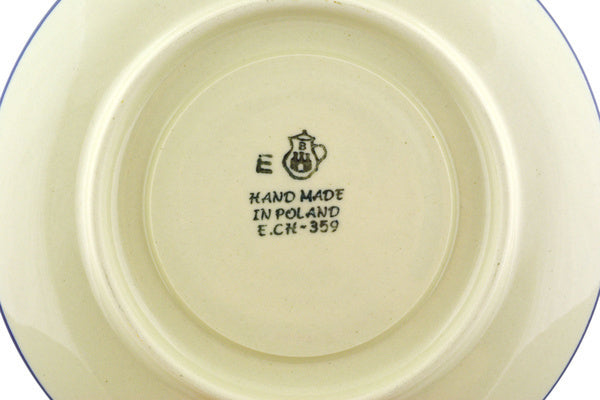 E B
HAND MADE
IN POLAND
E.CH-359